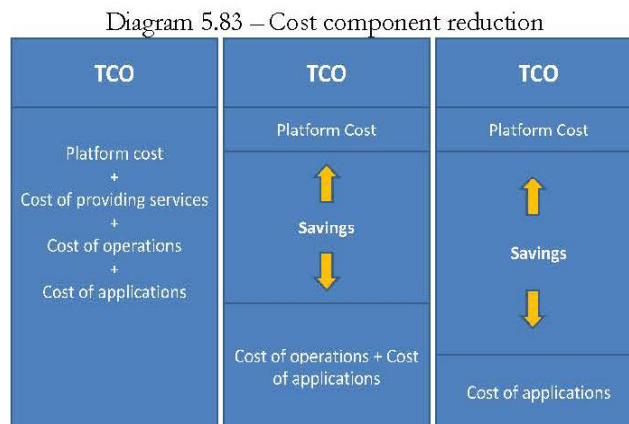 Diagram 5.83 – Cost component reduction
TCO
Platform cost
+
Cost of providing services
+
Cost of operations
+
Cost of applications
TCO
Platform Cost
Savings
Cost of operations + Cost
of applications
TCO
Platform Cost
Savings
Cost of applications